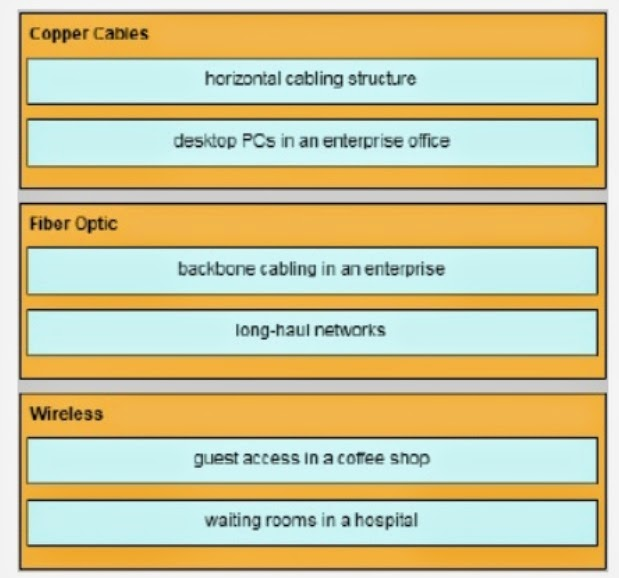 Copper Cables
horizontal cabling structure
desktop PCs in an enterprise office
Fiber Optic
backbone cabling in an enterprise
long-haul networks
Wireless
guest access in a coffee shop
waiting rooms in a hospital